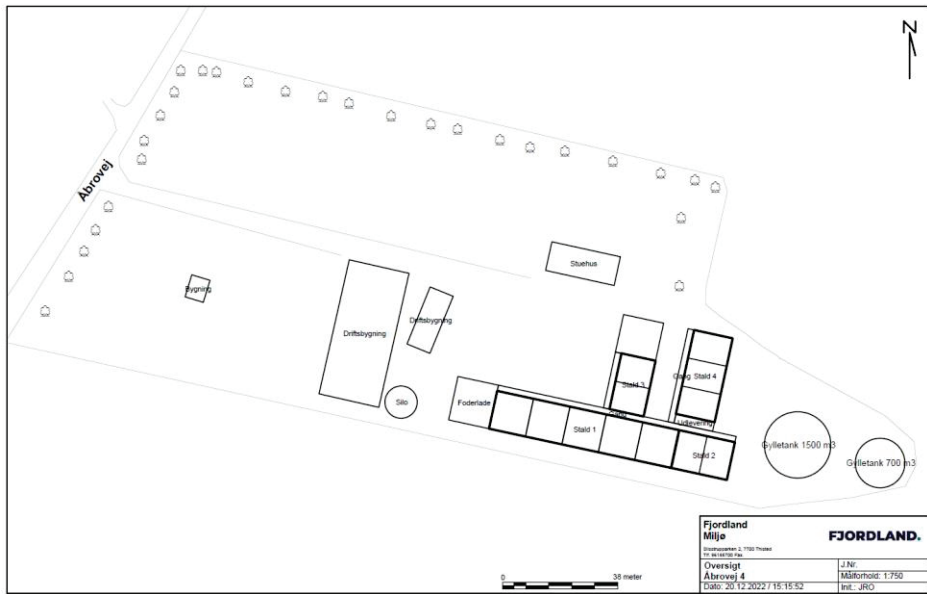 N
Åbrovej
Stuehus
Bygning
Driftsbygning
Driftsbygning
Silo
Foderlade
Stald 3
Gang
Stald 4
Gang
Udlevering
Stald 1
Stald 2
Gylletank 1500 m3
Gylletank 700 m3
0 38 meter
Fjordland
Miljø
FJORDLAND.
Oversigt
Åbrovej 4
Dato: 20.12.2022 / 15:15:52
J.Nr.
Målforhold: 1:750
Init.: JRO